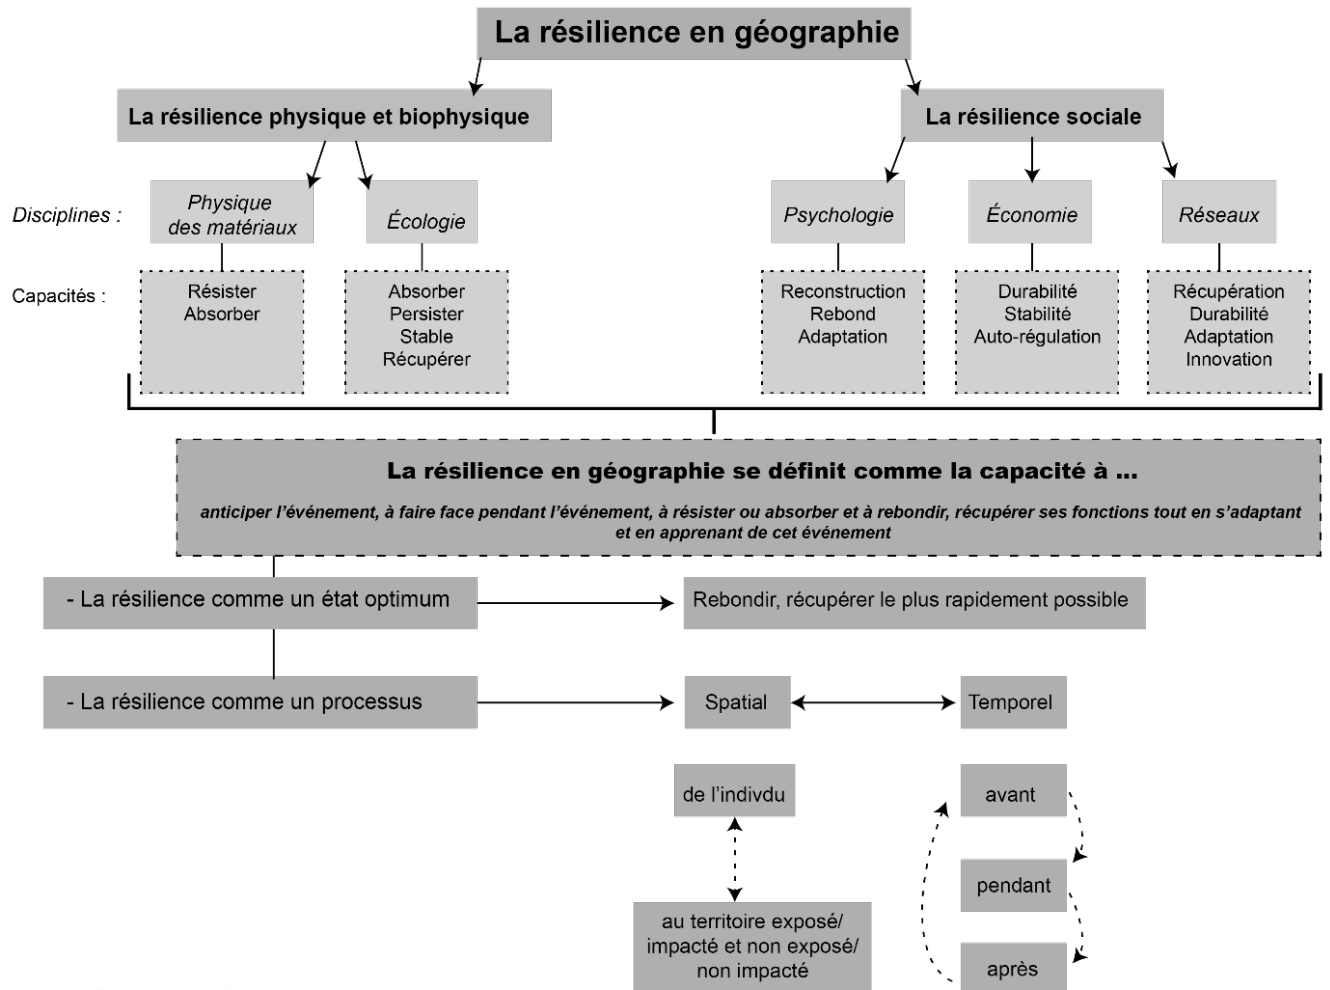 La résilience en géographie
La résilience physique et biophysique
La résilience sociale
Disciplines :
Physique
des matériaux
Écologie
Psychologie
Économie
Réseaux
Capacités :
Résister
Absorber
Absorber
Persister
Stable
Récupérer
Reconstruction
Rebond
Adaptation
Durabilité
Stabilité
Auto-régulation
Récupération
Durabilité
Adaptation
Innovation
La résilience en géographie se définit comme la capacité à ...
anticiper l'événement, à faire face pendant l'événement, à résister ou absorber et à rebondir, récupérer ses fonctions tout en s'adaptant
et en apprenant de cet événement
- La résilience comme un état optimum
Rebondir, récupérer le plus rapidement possible
- La résilience comme un processus
Spatial
Temporel
de l'indivdu
au territoire exposé/
impacté et non exposé/
non impacté
avant
pendant
après